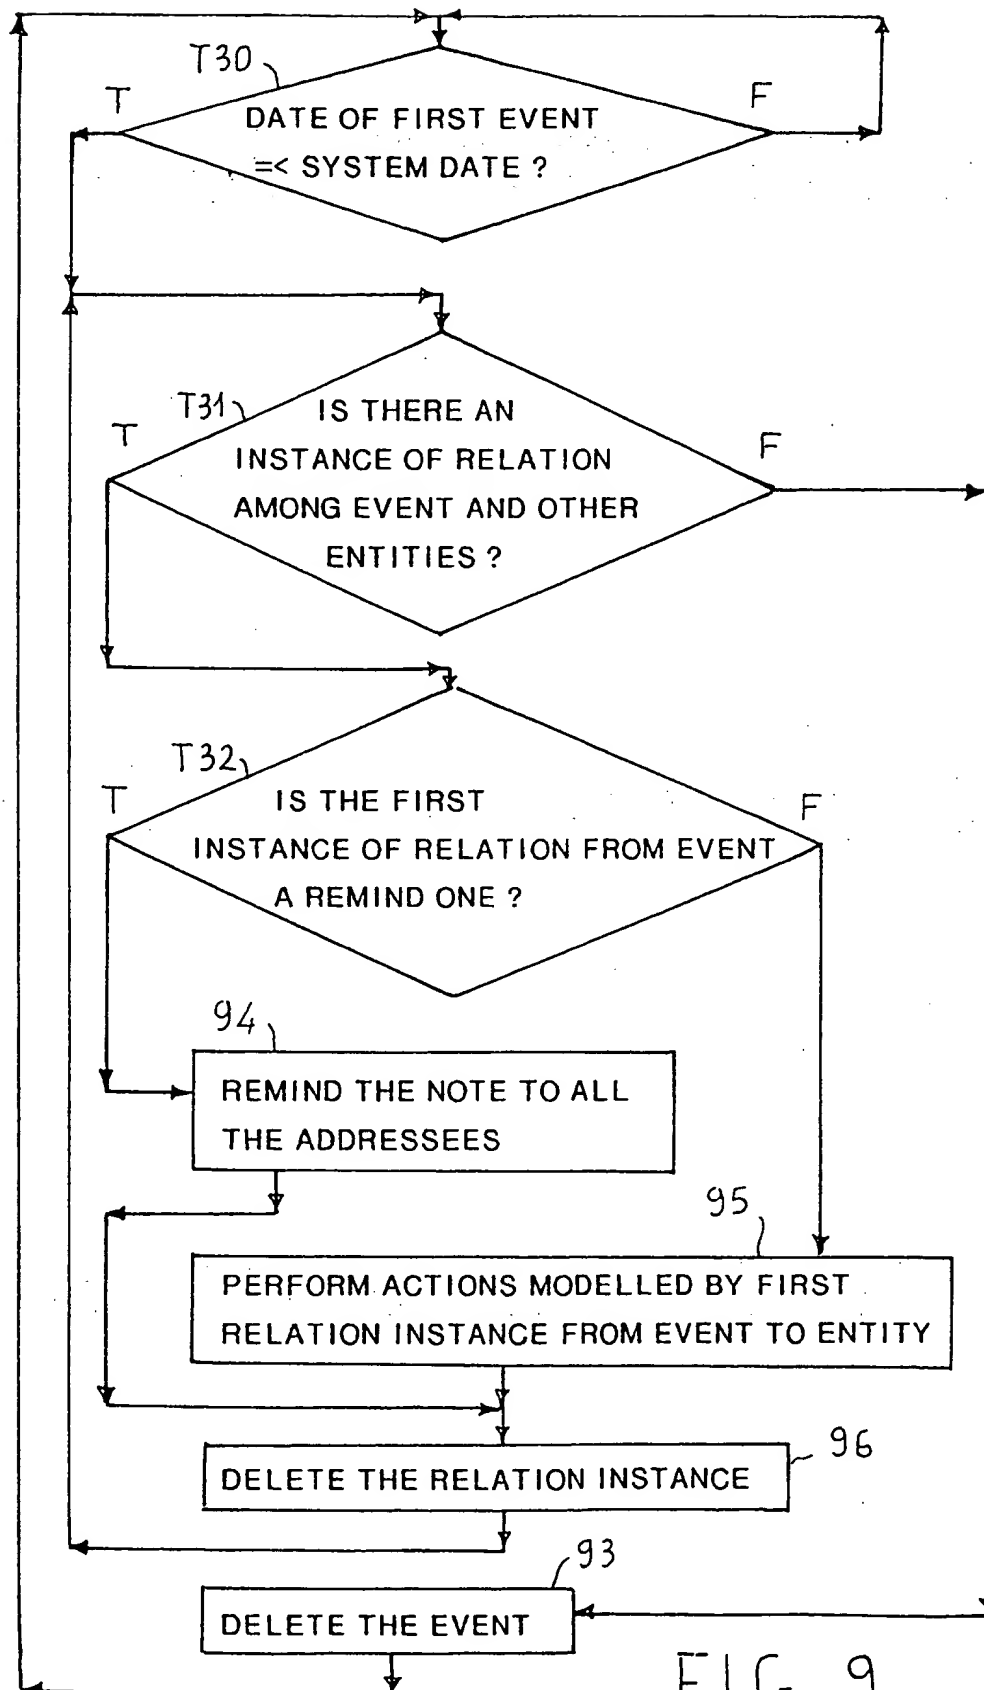 T30
T
F
DATE OF FIRST EVENT
=< SYSTEM DATE ?
T31
T
F
IS THERE AN
INSTANCE OF RELATION
AMONG EVENT AND OTHER
ENTITIES ?
T32
T
F
IS THE FIRST
INSTANCE OF RELATION FROM EVENT
A REMIND ONE ?
94
REMIND THE NOTE TO ALL
THE ADDRESSEES
95
PERFORM ACTIONS MODELLED BY FIRST
RELATION INSTANCE FROM EVENT TO ENTITY
96
DELETE THE RELATION INSTANCE
93
DELETE THE EVENT
FIG. 9